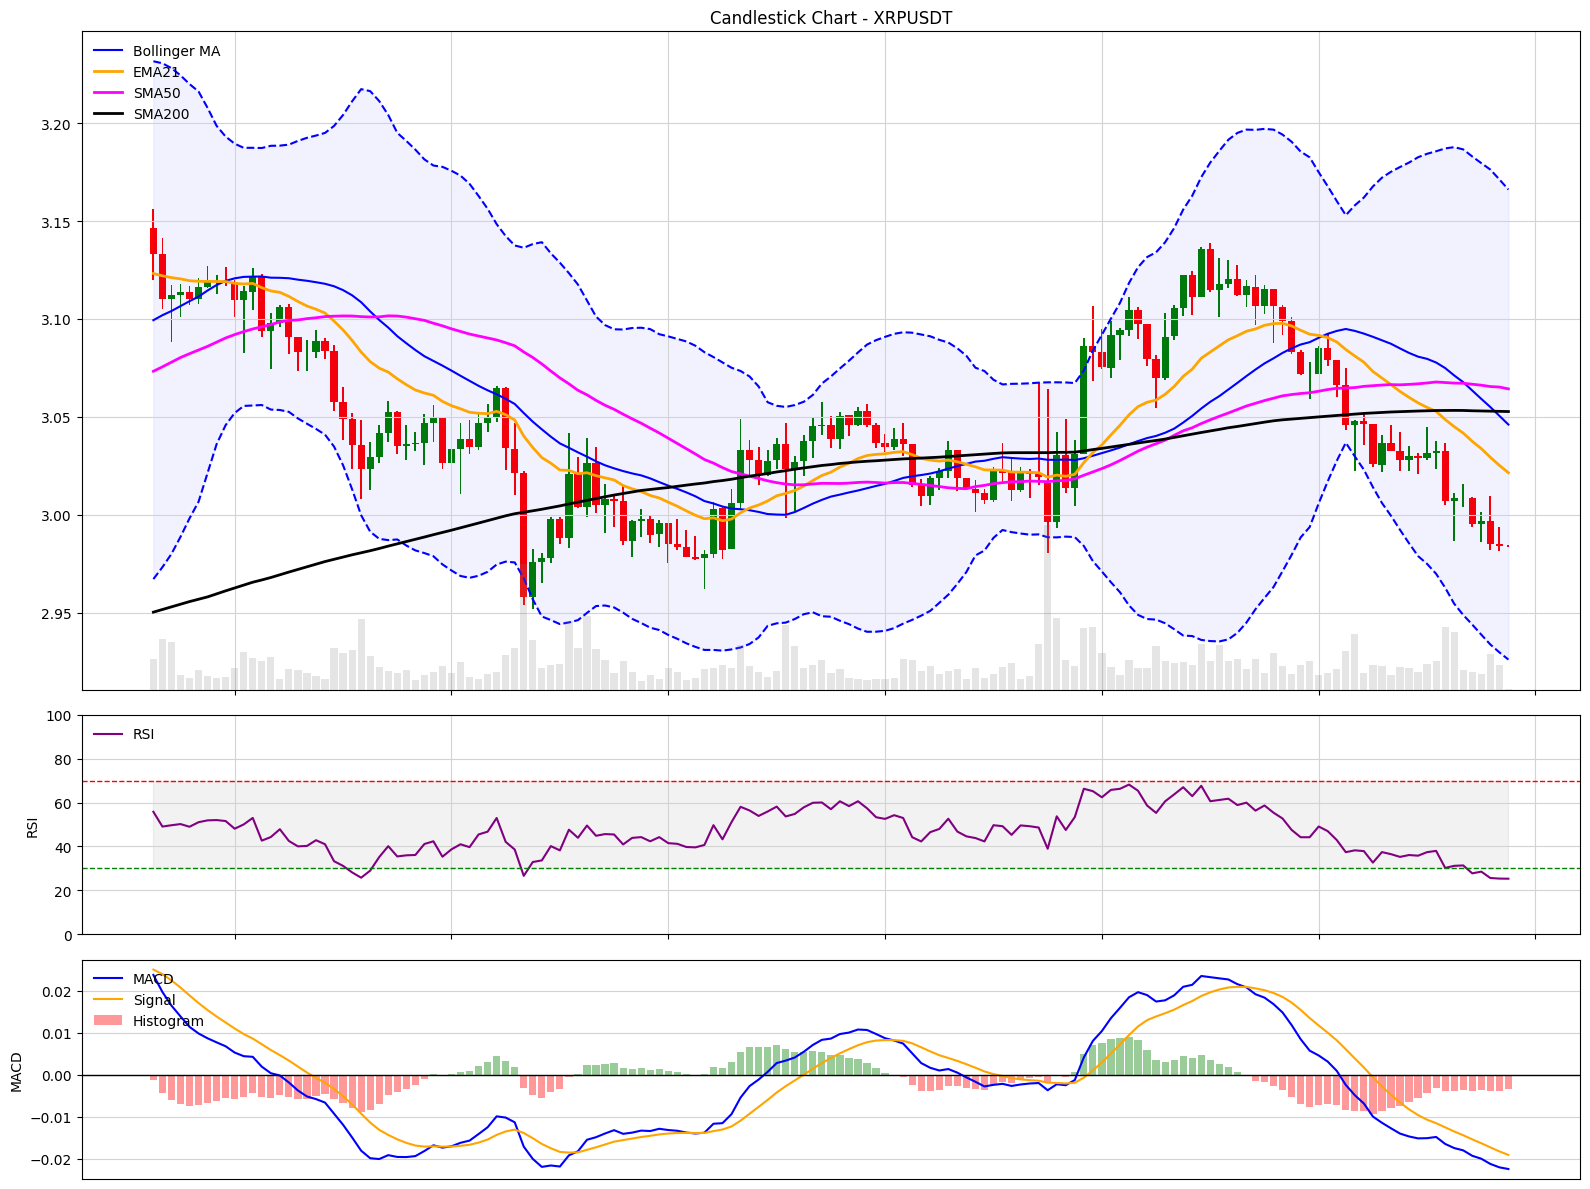 Candlestick Chart - XRPUSDT
Bollinger MA
EMA21
SMA50
SMA200
3.20
3.15
3.10
3.05
3.00
2.95
RSI
RSI
100
80
60
40
20
0
MACD
Signal
Histogram
MACD
0.02
0.01
0.00
−0.01
−0.02